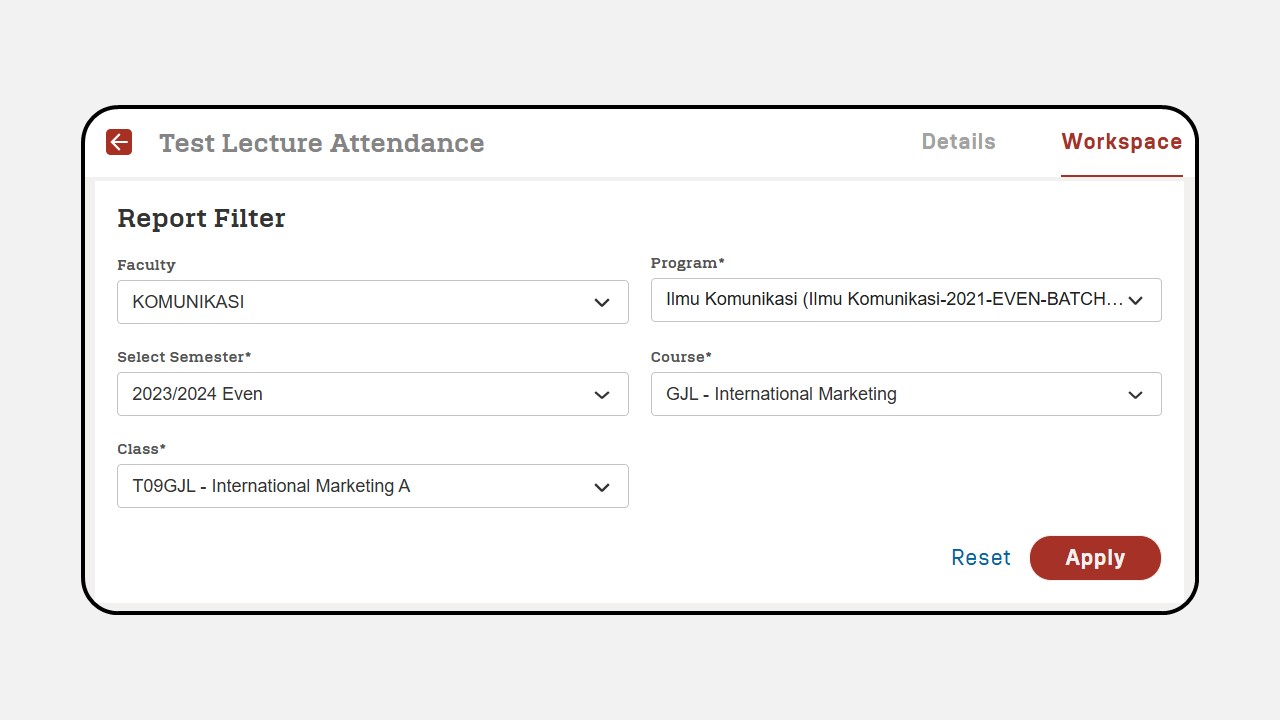 Test Lecture Attendance
Details
Workspace
Report Filter
Faculty
Program*
KOMUNIKASI
Ilmu Komunikasi (Ilmu Komunikasi-2021-EVEN-BATCH...
Select Semester*
Course*
2023/2024 Even
GJL - International Marketing
Class*
T09GJL - International Marketing A
Reset
Apply